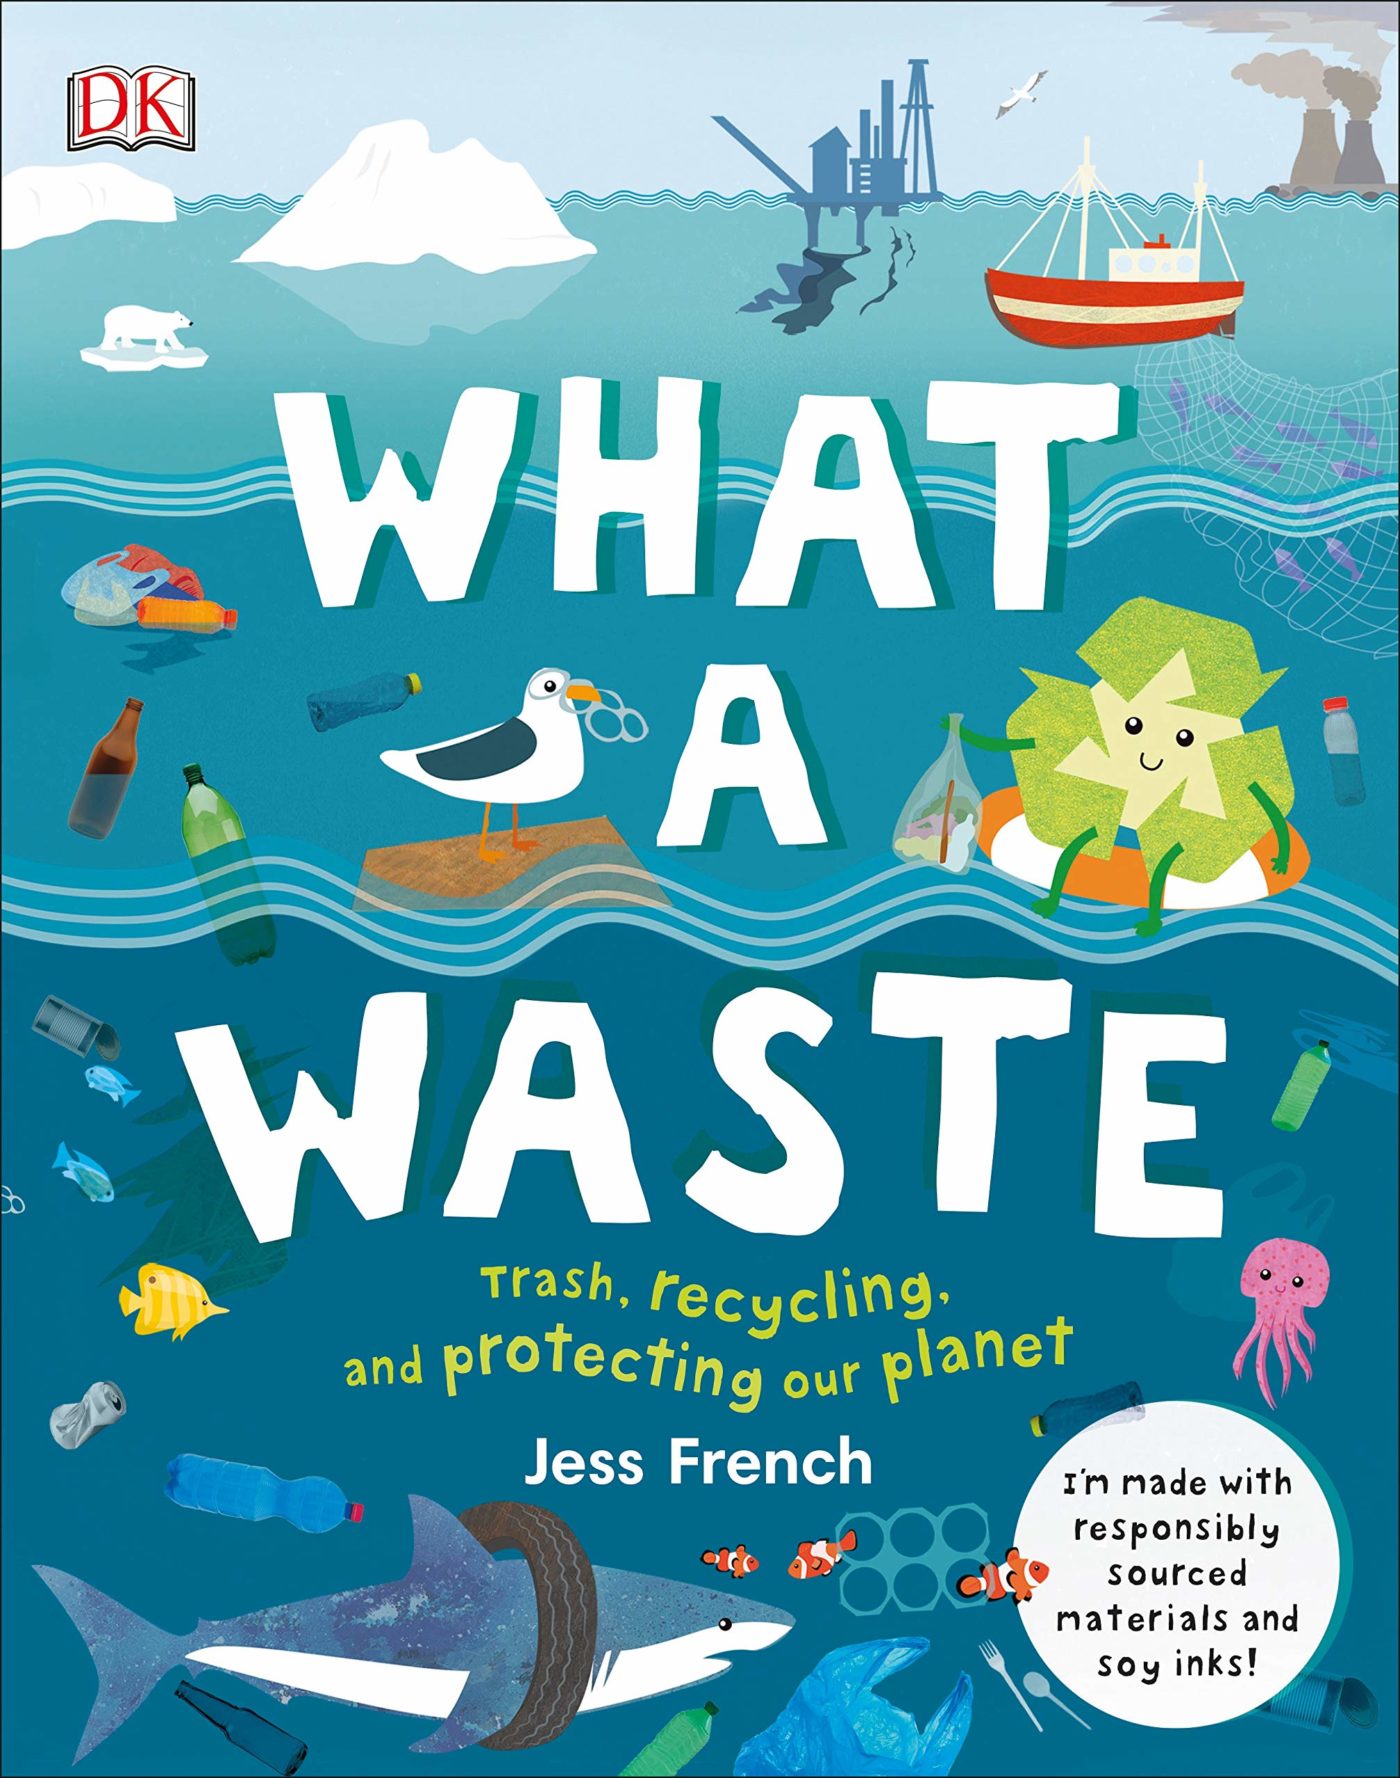 DK
WHAT
A
WASTE
Trash, recycling,
and protecting our planet
Jess French
I'm made with
responsibly
sourced
materials and
soy inks!